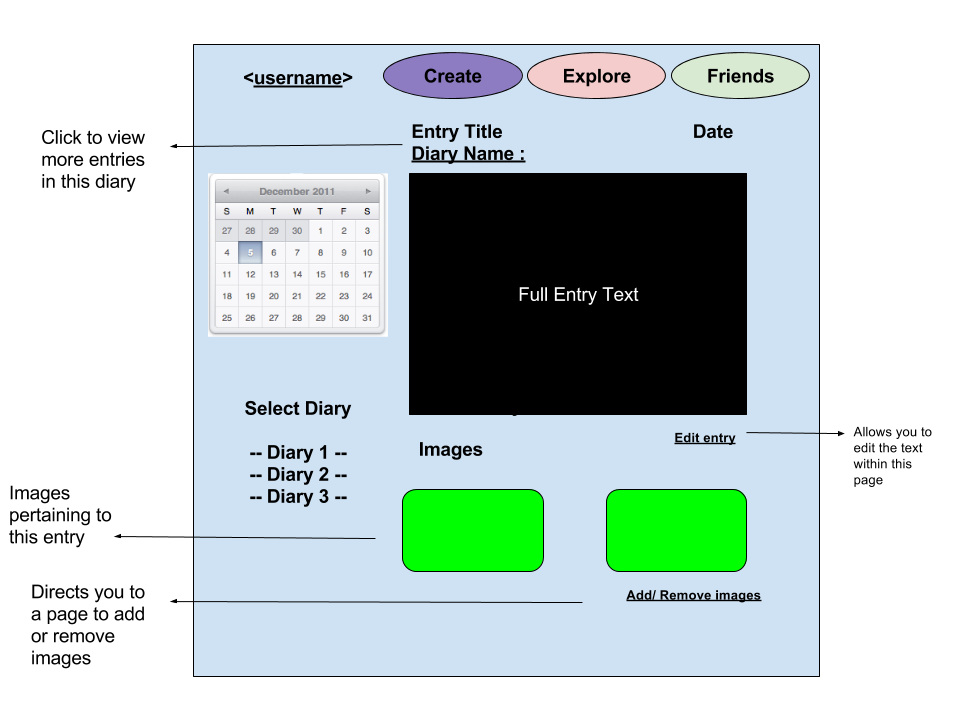 <username>
Create
Explore
Friends
Click to view
more entries
in this diary
Entry Title
Date
Diary Name :
December 2011
S M T W T F S
27 28 29 30 1 2 3
4 5 6 7 8 9 10
11 12 13 14 15 16 17
18 19 20 21 22 23 24
25 26 27 28 29 30 31
Full Entry Text
Select Diary
-- Diary 1 --
-- Diary 2 --
-- Diary 3 --
Edit entry
Allows you to
edit the text
within this
page
Images
Images
pertaining to
this entry
Add/ Remove images
Directs you to
a page to add
or remove
images